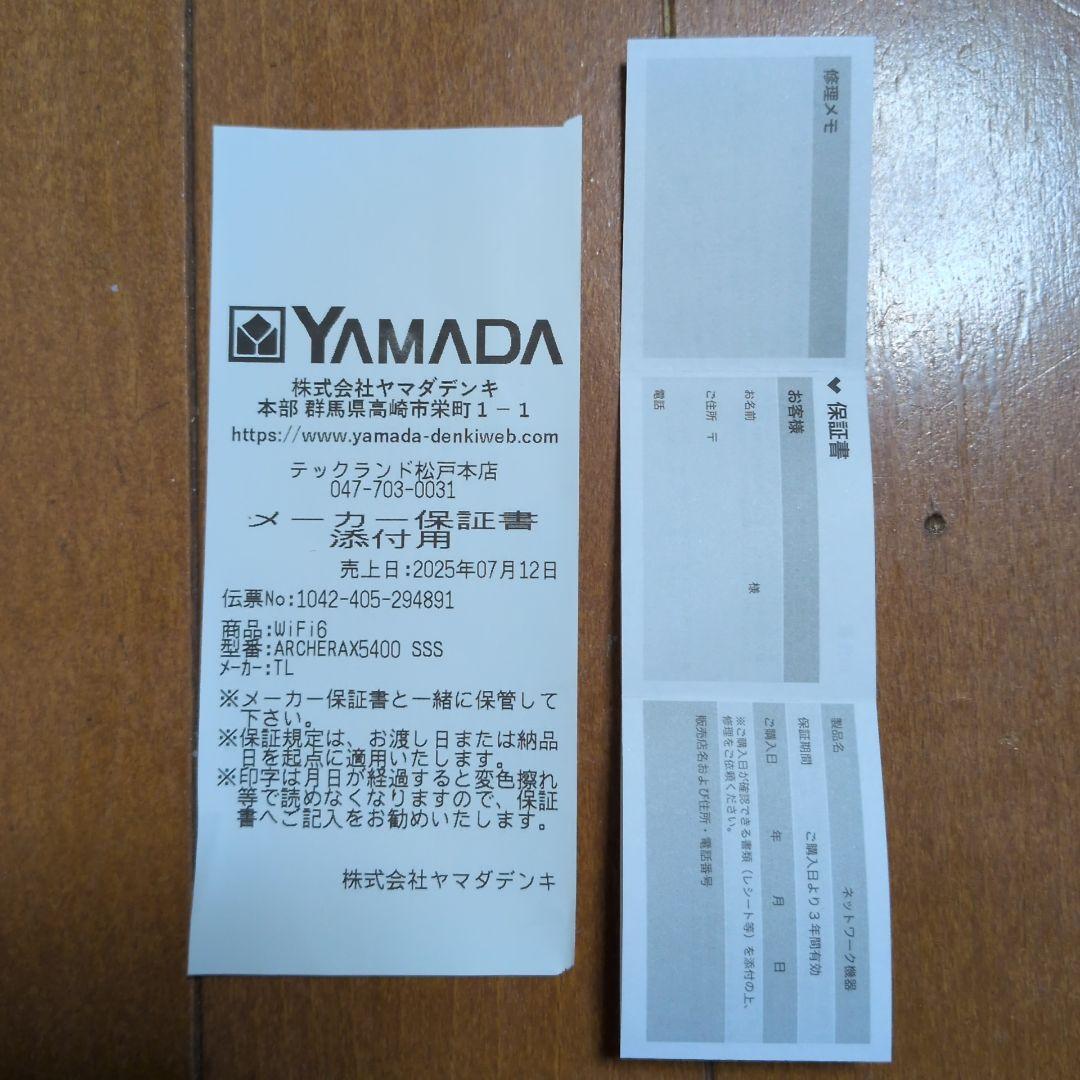 YAMADA
株式会社ヤマダデンキ
本部 群馬県高崎市栄町1-1
https://www.yamada-denkiweb.com
テックランド松戸本店
047-703-0031
メーカー保証書
添付用
売上日:2025年07月12日
伝票No:1042-405-294891
商品:WiFi6
型番:ARCHERAX5400 SSS
メーカー:TL
※メーカー保証書と一緒に保管して
下さい。
※保証規定は、お渡し日または納品
日を起点に適用いたします。
※印字は月日が経過すると変色擦れ
等で読めなくなりますので、保証
書へご記入をお勧めいたします。
株式会社ヤマダデンキ
修理メモ
保証書
お客様
お名前 様
ご住所 〒
電話
製品名 ネットワーク機器
保証期間 ご購入日より3年間有効
ご購入日 年 月 日
※ご購入日が確認できる書類(レシート等)を添付の上、
修理をご依頼ください。
販売店名および住所・電話番号